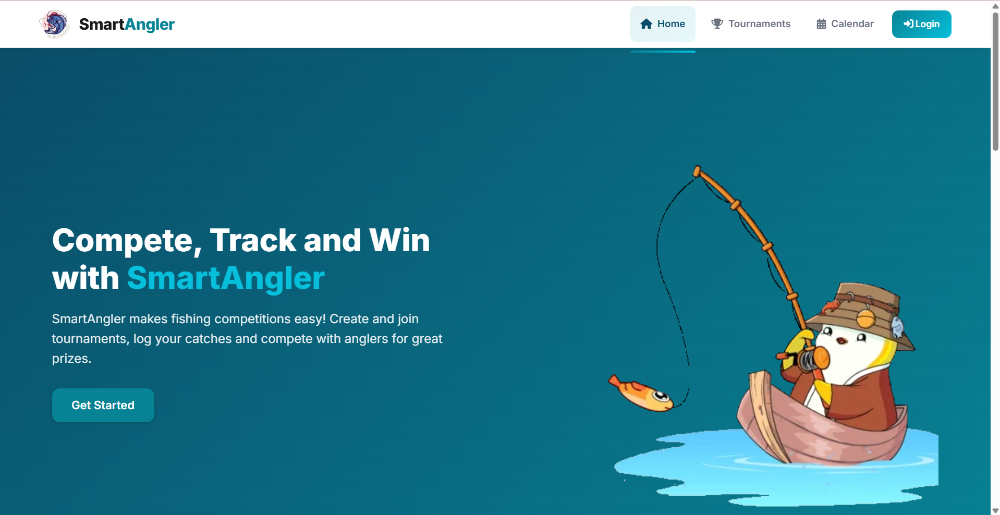 SmartAngler
Home
Tournaments
Calendar
Login
Compete, Track and Win
with SmartAngler
SmartAngler makes fishing competitions easy! Create and join
tournaments, log your catches and compete with anglers for great
prizes.
Get Started